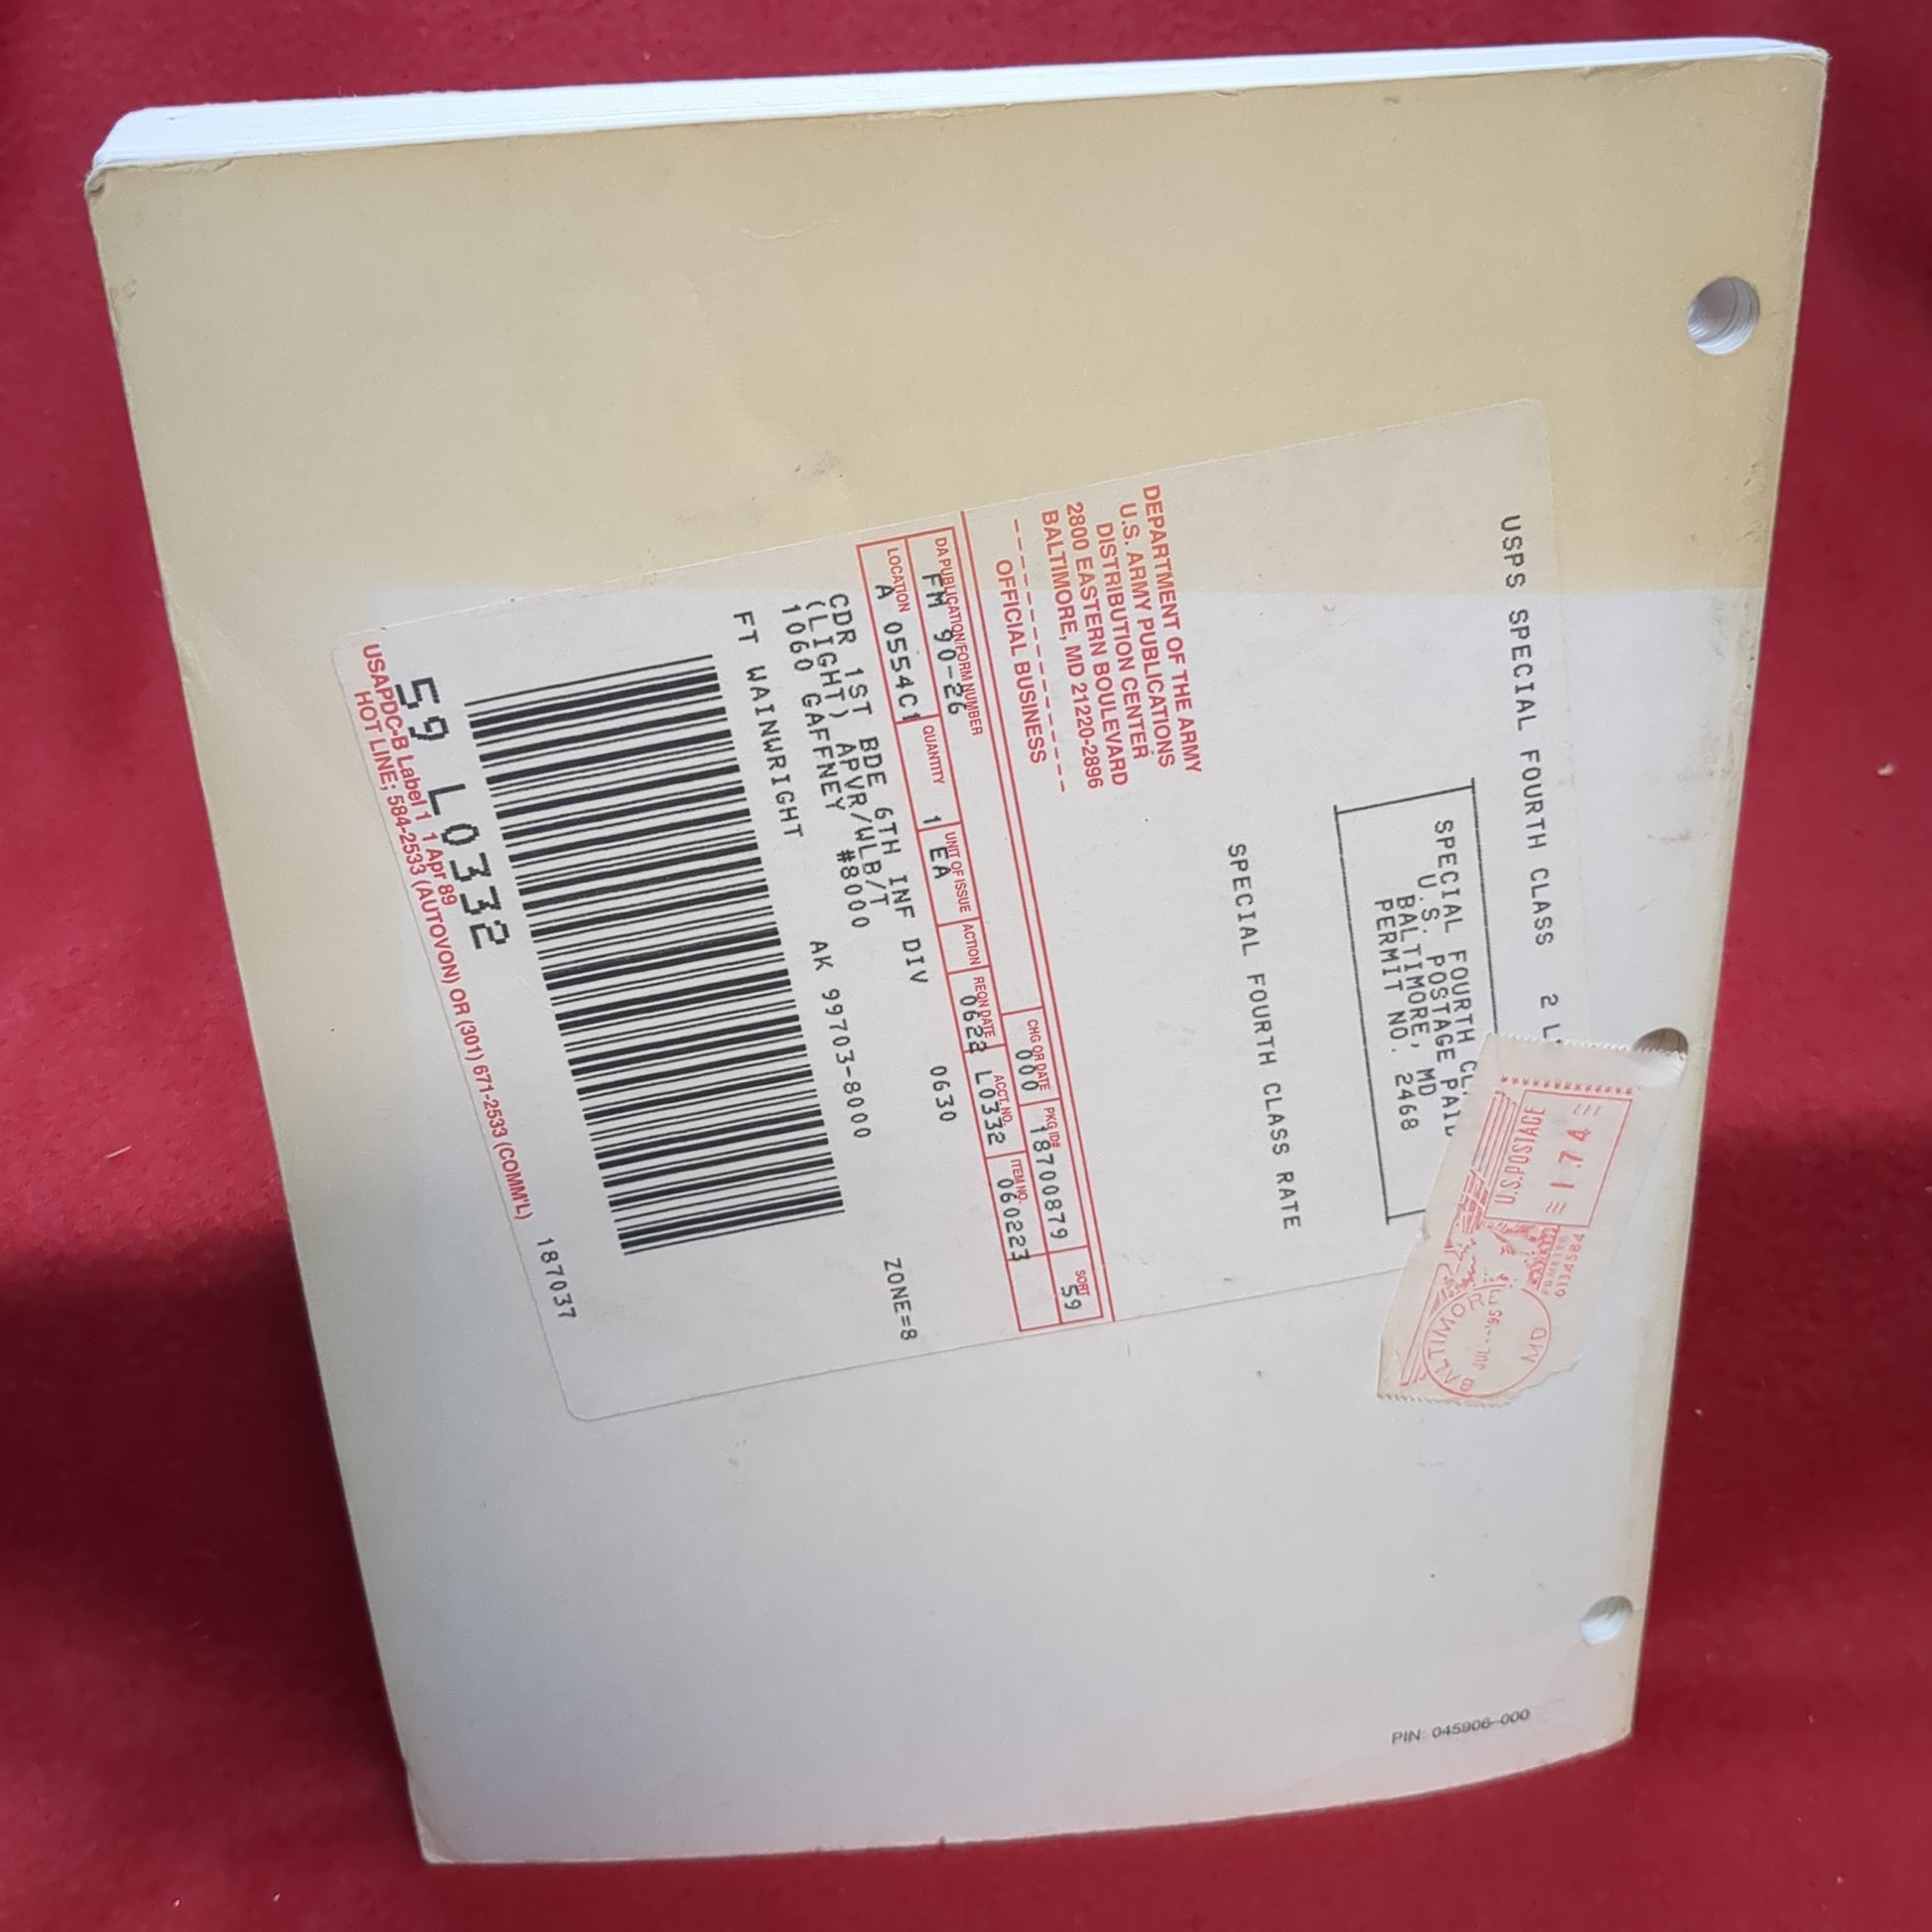 USPS SPECIAL FOURTH CLASS 2 L
SPECIAL FOURTH CL
U.S. POSTAGE PAID
BALTIMORE, MD
PERMIT NO. 2468
U.S.POSTAGE
1.74
BALTIMORE
MD
JUL
SPECIAL FOURTH CLASS RATE
DEPARTMENT OF THE ARMY
U.S. ARMY PUBLICATIONS
DISTRIBUTION CENTER
2800 EASTERN BOULEVARD
BALTIMORE, MD 21220-2896
OFFICIAL BUSINESS
CHG OR DATE PKG ID# SORT
000 18700879 59
DA PUBLICATION/FORM NUMBER QUANTITY UNIT OF ISSUE ACTION REQN DATE ACCT. NO. ITEM NO.
FM 90-26 1 EA 0622 L0332 060223
LOCATION
A 0554C1
CDR 1ST BDE 6TH INF DIV 0630
(LIGHT) APVR/WLB/T
1060 GAFFNEY #8000 ZONE=8
FT WAINWRIGHT AK 99703-8000
59 L0332 187037
USAPDC-B Label 1 1 Apr 89
HOT LINE; 584-2533 (AUTOVON) OR (301) 671-2533 (COMM'L)
PIN: 045906-000